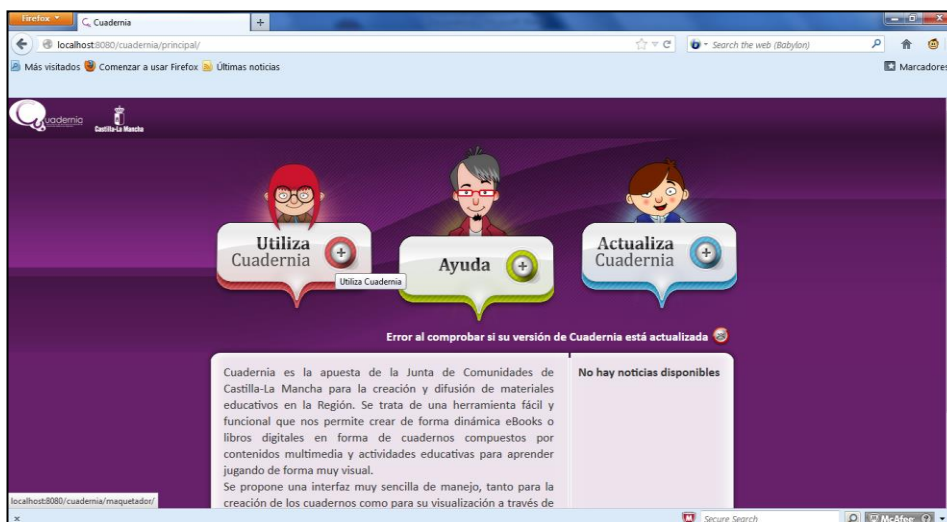 Firefox
Cuadernia
localhost:8080/cuadernia/principal/
Search the web (Babylon)
Más visitados Comenzar a usar Firefox Últimas noticias
Marcadores
Cuadernia
Castilla-La Mancha
Utiliza
Cuadernia
Ayuda
Actualiza
Cuadernia
Utiliza Cuadernia
Error al comprobar si su versión de Cuadernia está actualizada
Cuadernia es la apuesta de la Junta de Comunidades de
Castilla-La Mancha para la creación y difusión de materiales
educativos en la Región. Se trata de una herramienta fácil y
funcional que nos permite crear de forma dinámica eBooks o
libros digitales en forma de cuadernos compuestos por
contenidos multimedia y actividades educativas para aprender
jugando de forma muy visual.
Se propone una interfaz muy sencilla de manejo, tanto para la
creación de los cuadernos como para su visualización a través de
No hay noticias disponibles
localhost:8080/cuadernia/maquetador/
x
Secure Search
McAfee